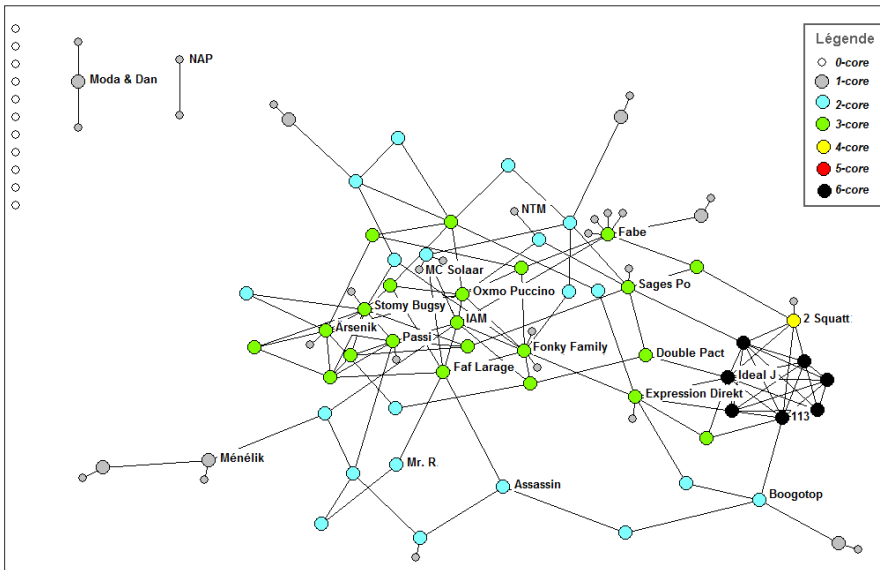 Légende
0-core
1-core
2-core
3-core
4-core
5-core
6-core
NAP
Moda & Dan
NTM
Fabe
MC Solaar
Sages Po
Oxmo Puccino
Stomy Bugsy
IAM
2 Squatt
Arsenik
Passi
Fonky Family
Double Pact
Faf Larage
Ideal J
Expression Direkt
113
Ménélik
Mr. R
Assassin
Boogotop